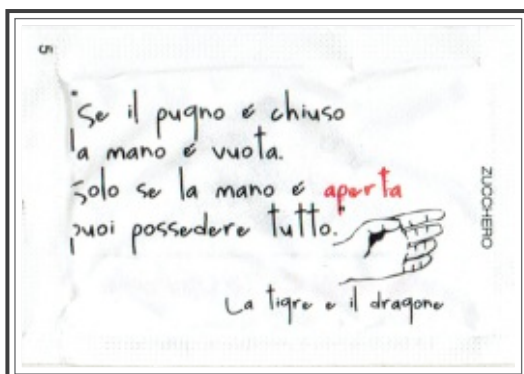 5
Se il pugno é chiuso
la mano é vuota.
Solo se la mano é aperta
puoi possedere tutto.
La tigre e il dragone
ZUCCHERO